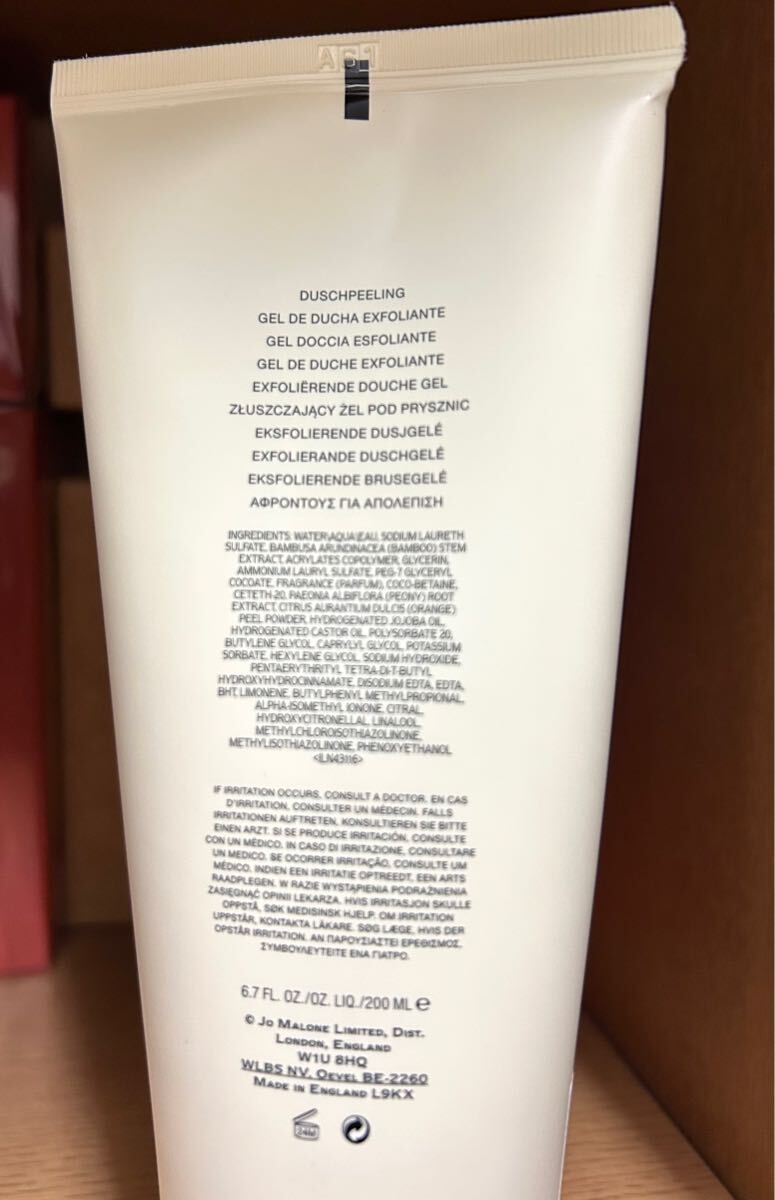 A61
DUSCHPEELING
GEL DE DUCHA EXFOLIANTE
GEL DOCCIA ESFOLIANTE
GEL DE DUCHE EXFOLIANTE
EXFOLIËRENDE DOUCHE GEL
ZŁUSZCZAJĄCY ŻEL POD PRYSZNIC
EKSFOLIERENDE DUSJGELÉ
EXFOLIERANDE DUSCHGELÉ
EKSFOLIERENDE BRUSEGELÉ
ΑΦΡΟΝΤΟΥΣ ΓΙΑ ΑΠΟΛΕΠΙΣΗ
INGREDIENTS: WATER\AQUA\EAU, SODIUM LAURETH
SULFATE, BAMBUSA ARUNDINACEA (BAMBOO) STEM
EXTRACT, ACRYLATES COPOLYMER, GLYCERIN,
AMMONIUM LAURYL SULFATE, PEG-7 GLYCERYL
COCOATE, FRAGRANCE (PARFUM), COCO-BETAINE,
CETETH-20, PAEONIA ALBIFLORA (PEONY) ROOT
EXTRACT, CITRUS AURANTIUM DULCIS (ORANGE)
PEEL POWDER, HYDROGENATED JOJOBA OIL,
HYDROGENATED CASTOR OIL, POLYSORBATE 20,
BUTYLENE GLYCOL, CAPRYLYL GLYCOL, POTASSIUM
SORBATE, HEXYLENE GLYCOL, SODIUM HYDROXIDE,
PENTAERYTHRITYL TETRA-DI-T-BUTYL
HYDROXYHYDROCINNAMATE, DISODIUM EDTA, EDTA,
BHT, LIMONENE, BUTYLPHENYL METHYLPROPIONAL,
ALPHA-ISOMETHYL IONONE, CITRAL,
HYDROXYCITRONELLAL, LINALOOL,
METHYLCHLOROISOTHIAZOLINONE,
METHYLISOTHIAZOLINONE, PHENOXYETHANOL
<ILN43116>
IF IRRITATION OCCURS, CONSULT A DOCTOR. EN CAS
D'IRRITATION, CONSULTER UN MÉDECIN. FALLS
IRRITATIONEN AUFTRETEN, KONSULTIEREN SIE BITTE
EINEN ARZT. SI SE PRODUCE IRRITACIÓN, CONSULTE
CON UN MÉDICO. IN CASO DI IRRITAZIONE, CONSULTARE
UN MEDICO. SE OCORRER IRRITAÇÃO, CONSULTE UM
MÉDICO. INDIEN EEN IRRITATIE OPTREEDT, EEN ARTS
RAADPLEGEN. W RAZIE WYSTĄPIENIA PODRAŻNIENIA
ZASIĘGNĄĆ OPINII LEKARZA. HVIS IRRITASJON SKULLE
OPPSTÅ, SØK MEDISINSK HJELP. OM IRRITATION
UPPSTÅR, KONTAKTA LÄKARE. SØG LÆGE, HVIS DER
OPSTÅR IRRITATION. ΑΝ ΠΑΡΟΥΣΙΑΣΤΕΙ ΕΡΕΘΙΣΜΟΣ,
ΣΥΜΒΟΥΛΕΥΤΕΙΤΕ ΕΝΑ ΓΙΑΤΡΟ.
6.7 FL. OZ./OZ. LIQ./200 ML ℮
© JO MALONE LIMITED, DIST.
LONDON, ENGLAND
W1U 8HQ
WLBS NV. OEVEL BE-2260
MADE IN ENGLAND L9KX
24M